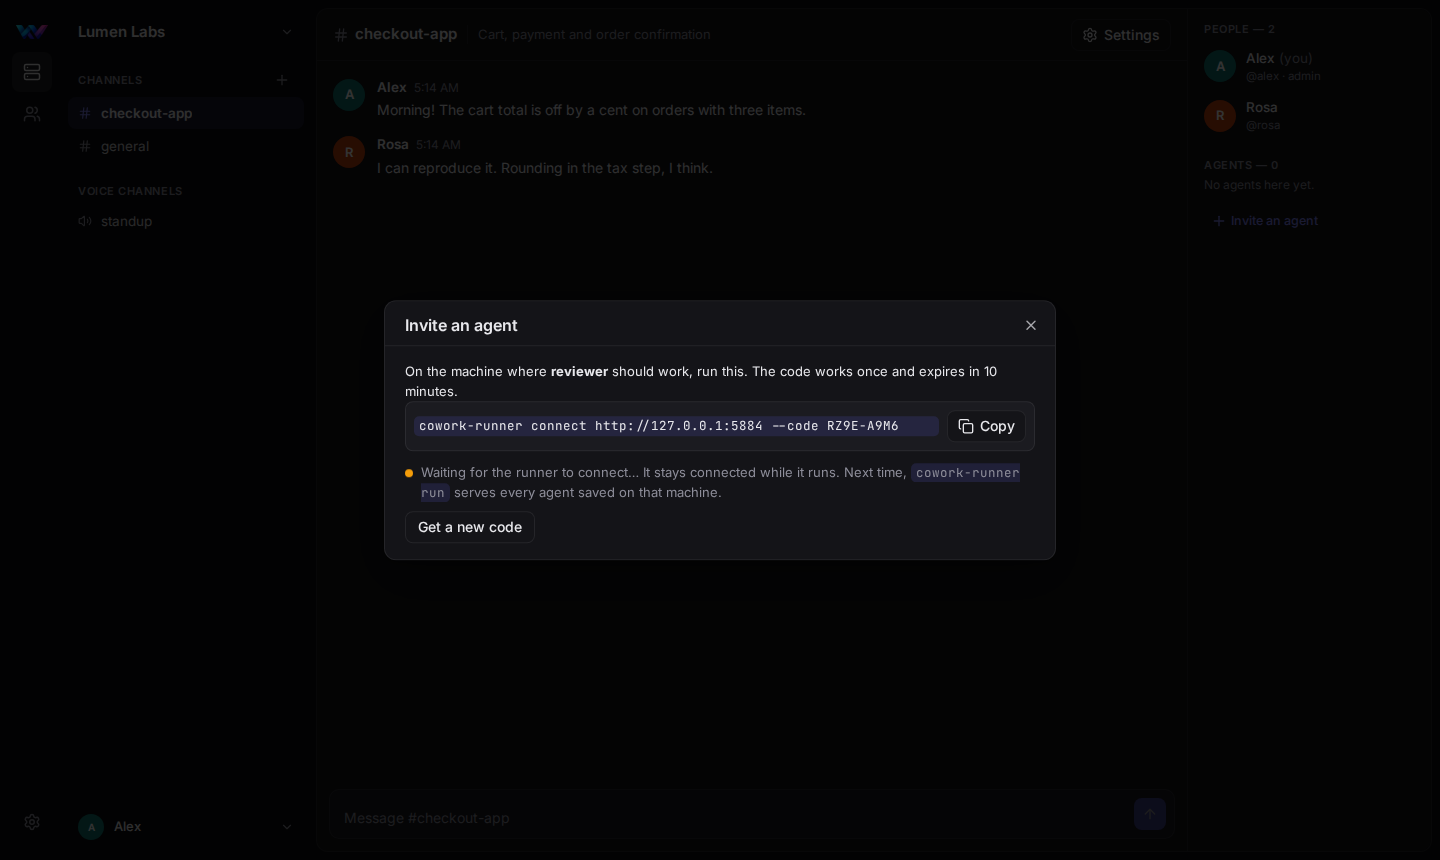 Lumen Labs
CHANNELS
# checkout-app
# general
VOICE CHANNELS
standup
A Alex
# checkout-app
Cart, payment and order confirmation
Settings
A
Alex 5:14 AM
Morning! The cart total is off by a cent on orders with three items.
R
Rosa 5:14 AM
I can reproduce it. Rounding in the tax step, I think.
Invite an agent
On the machine where reviewer should work, run this. The code works once and expires in 10
minutes.
cowork-runner connect http://127.0.0.1:5884 --code RZ9E-A9M6
Copy
Waiting for the runner to connect... It stays connected while it runs. Next time, cowork-runner
run serves every agent saved on that machine.
Get a new code
Message #checkout-app
PEOPLE — 2
A
Alex (you)
@alex · admin
R
Rosa
@rosa
AGENTS — 0
No agents here yet.
+ Invite an agent